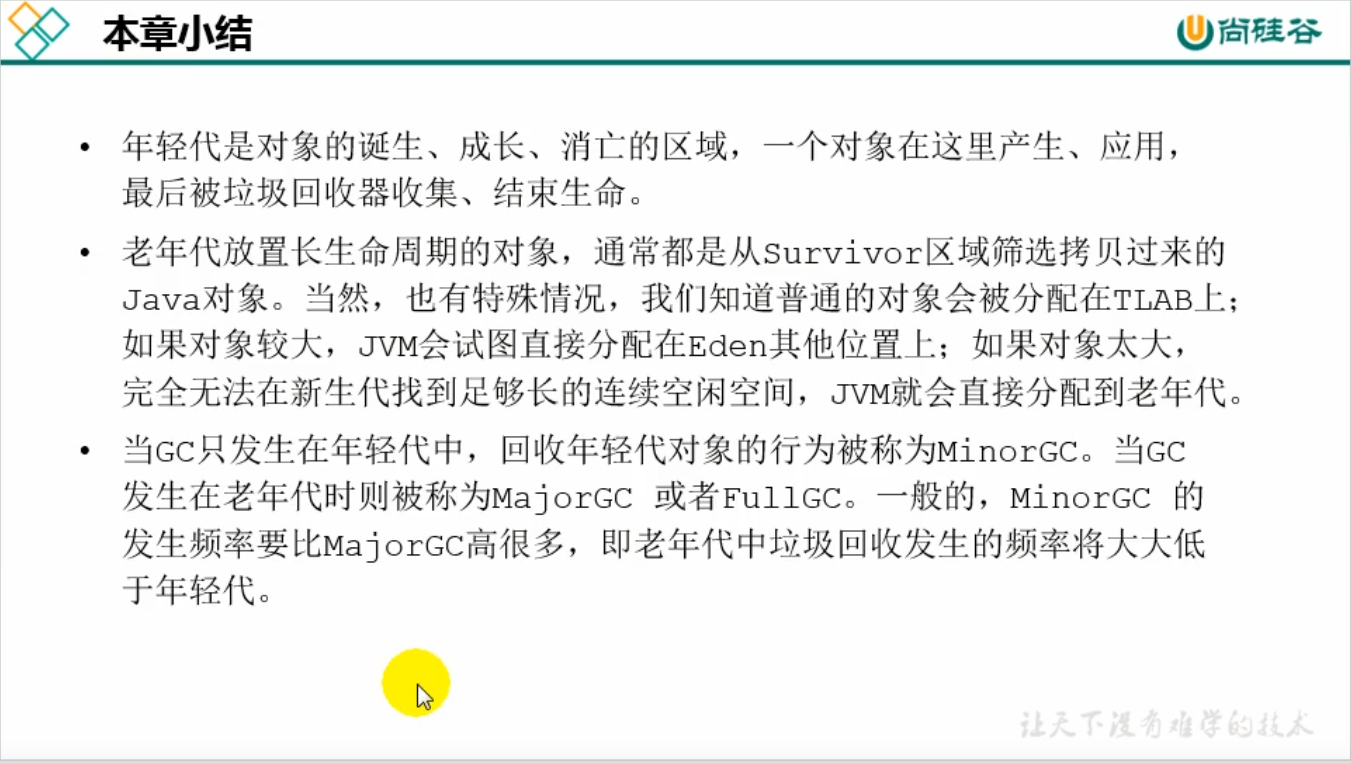 本章小结
尚硅谷
• 年轻代是对象的诞生、成长、消亡的区域，一个对象在这里产生、应用，
最后被垃圾回收器收集、结束生命。
• 老年代放置长生命周期的对象，通常都是从Survivor区域筛选拷贝过来的
Java对象。当然，也有特殊情况，我们知道普通的对象会被分配在TLAB上；
如果对象较大，JVM会试图直接分配在Eden其他位置上；如果对象太大，
完全无法在新生代找到足够长的连续空闲空间，JVM就会直接分配到老年代。
• 当GC只发生在年轻代中，回收年轻代对象的行为被称为MinorGC。当GC
发生在老年代时则被称为MajorGC 或者FullGC。一般的，MinorGC 的
发生频率要比MajorGC高很多，即老年代中垃圾回收发生的频率将大大低
于年轻代。
让天下没有难学的技术